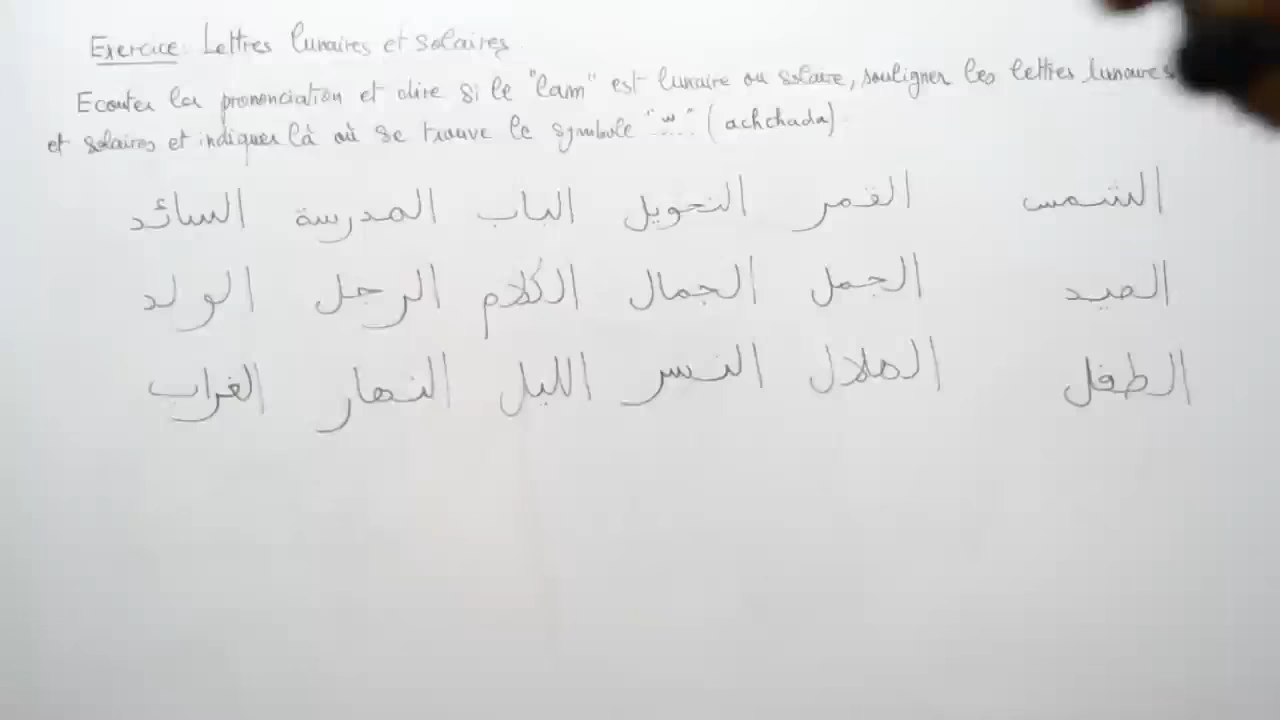 Exercice: Lettres lunaires et solaires
Ecouter la prononciation et dire si le "lam" est lunaire ou solaire, souligner les lettres lunaires
et solaires et indiquer là où se trouve le symbole "ـّ" (achchada).
الشمس القمر التحويل الباب المدرسة السائد
الصيد الجمل الجمال الكلام الرجل الولد
الطفل الهلال النسر الليل النهار الغراب